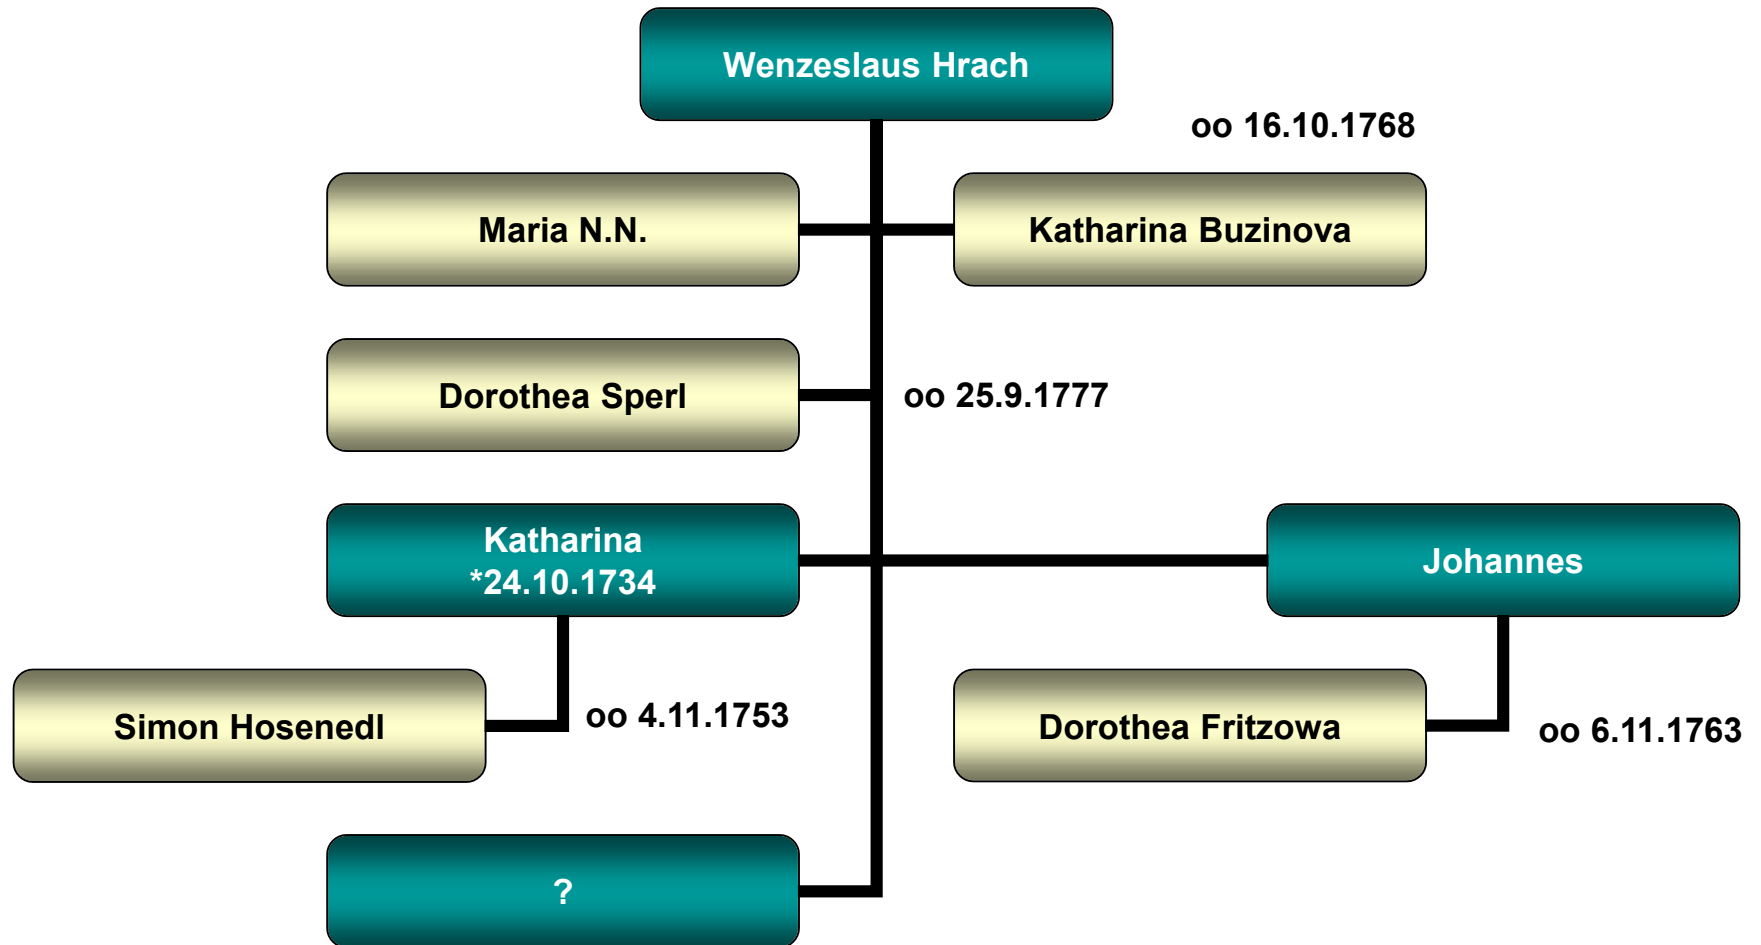 Wenzeslaus Hrach
oo 16.10.1768
Maria N.N.
Katharina Buzinova
Dorothea Sperl
oo 25.9.1777
Katharina
*24.10.1734
Johannes
Simon Hosenedl
oo 4.11.1753
Dorothea Fritzowa
oo 6.11.1763
?